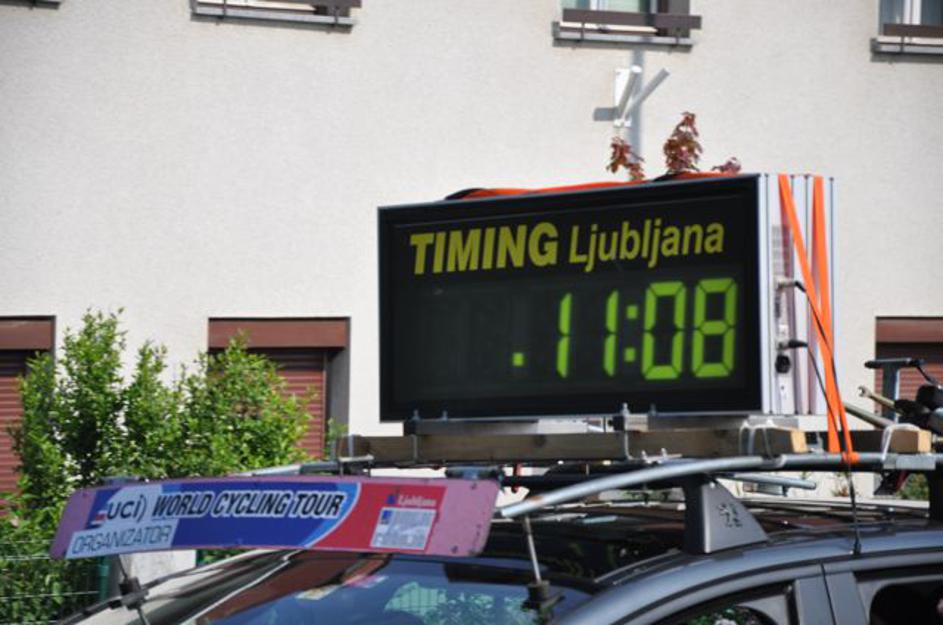 TIMING Ljubljana
.11:08
UCI WORLD CYCLING TOUR
ORGANIZATOR
Ljubljana